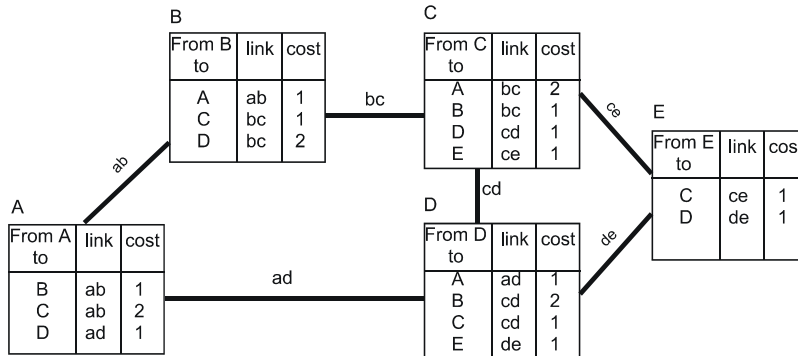 B
From B to link cost
A ab 1
C bc 1
D bc 2
bc
C
From C to link cost
A bc 2
B bc 1
D cd 1
E ce 1
ce
E
From E to link cos
C ce 1
D de 1
ab
cd
A
From A to link cost
B ab 1
C ab 2
D ad 1
ad
D
From D to link cost
A ad 1
B cd 2
C cd 1
E de 1
de